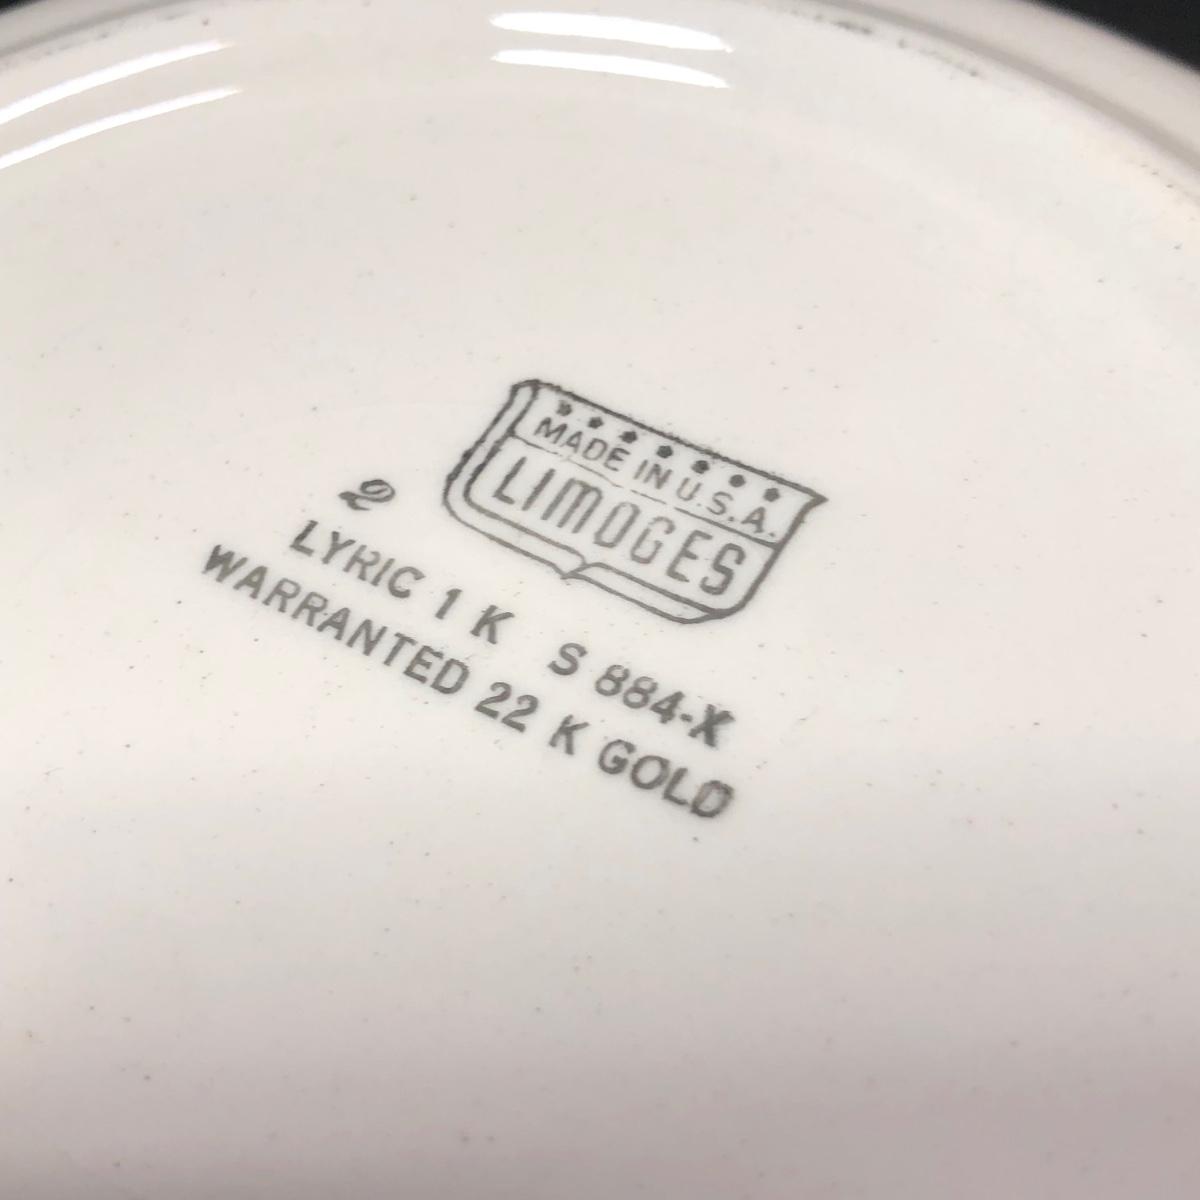 MADE IN U.S.A.
LIMOGES
2
LYRIC 1 K S 884-X
WARRANTED 22 K GOLD